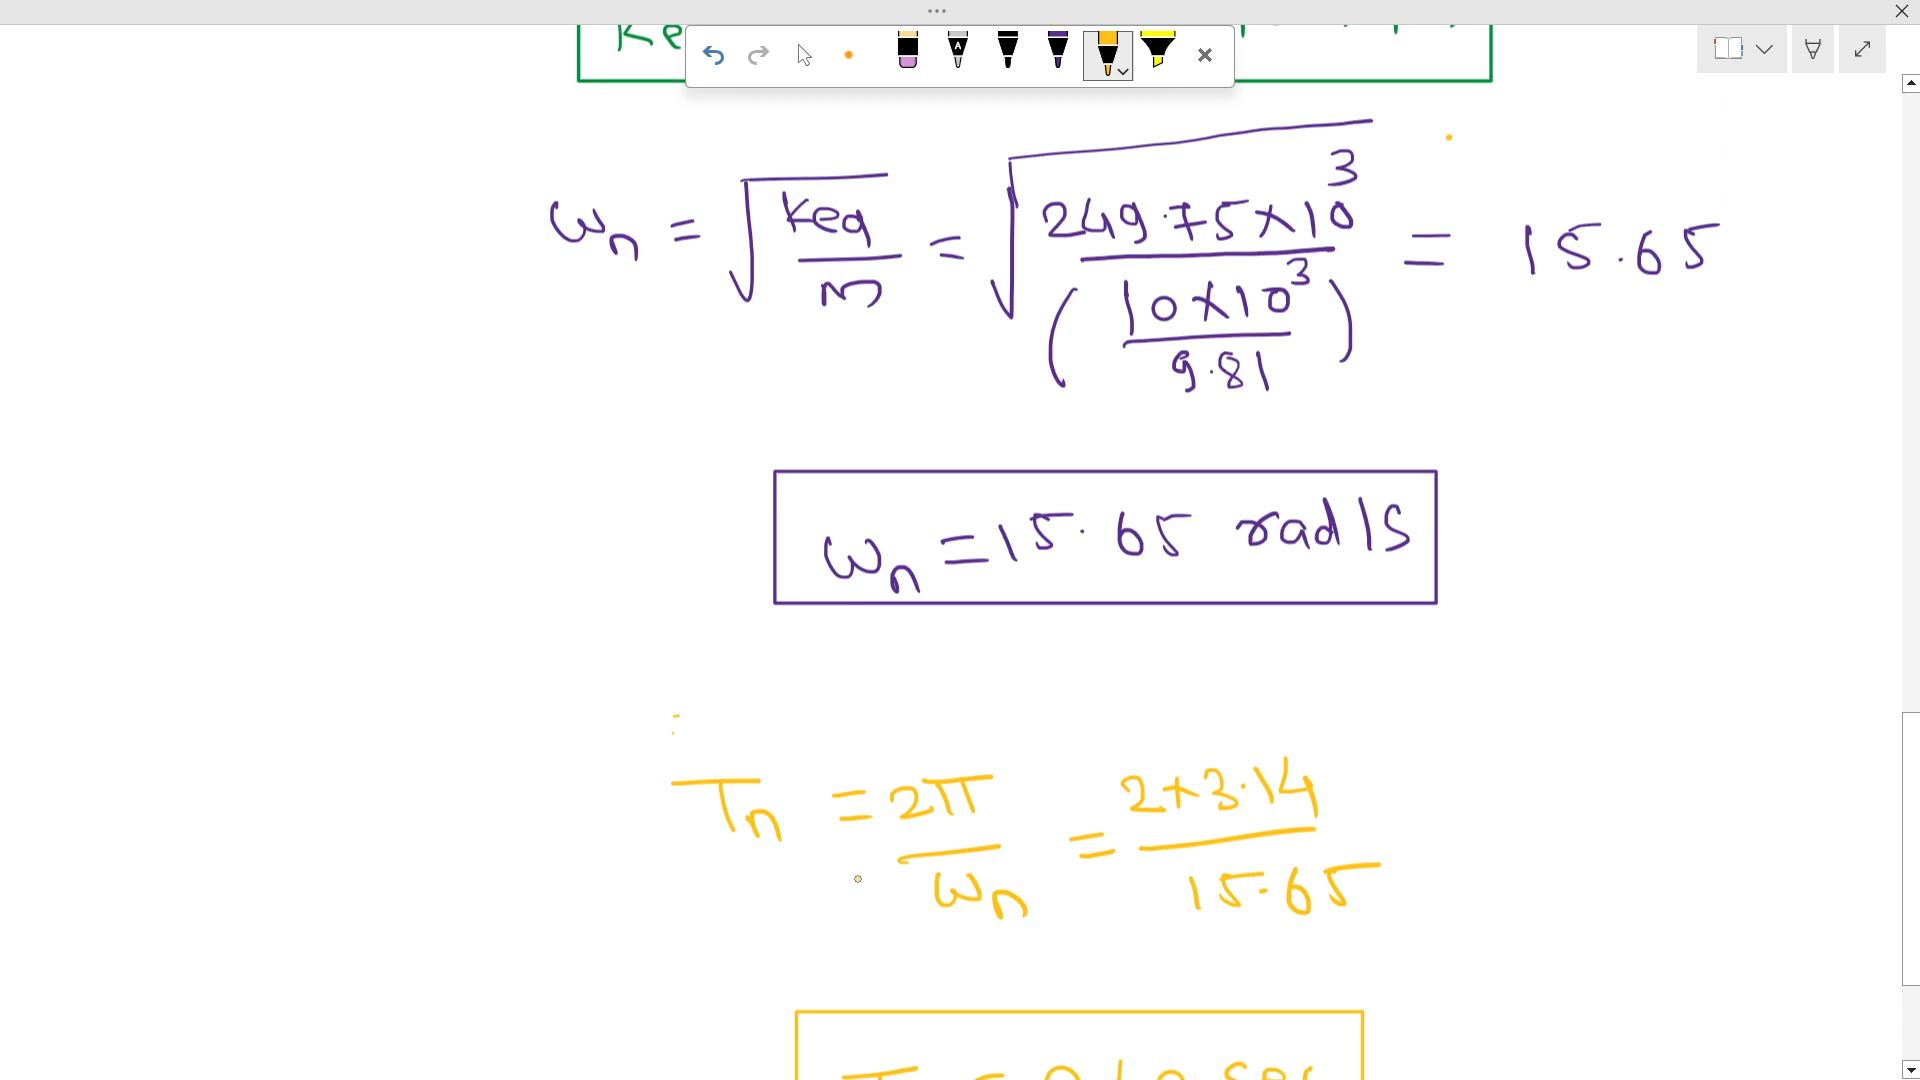 Ke
ωn = √(keq/m) = √(249.75×10³/(10×10³/9.81)) = 15.65
ωn = 15.65 rad/s
Tn = 2π/ωn = 2×3.14/15.65